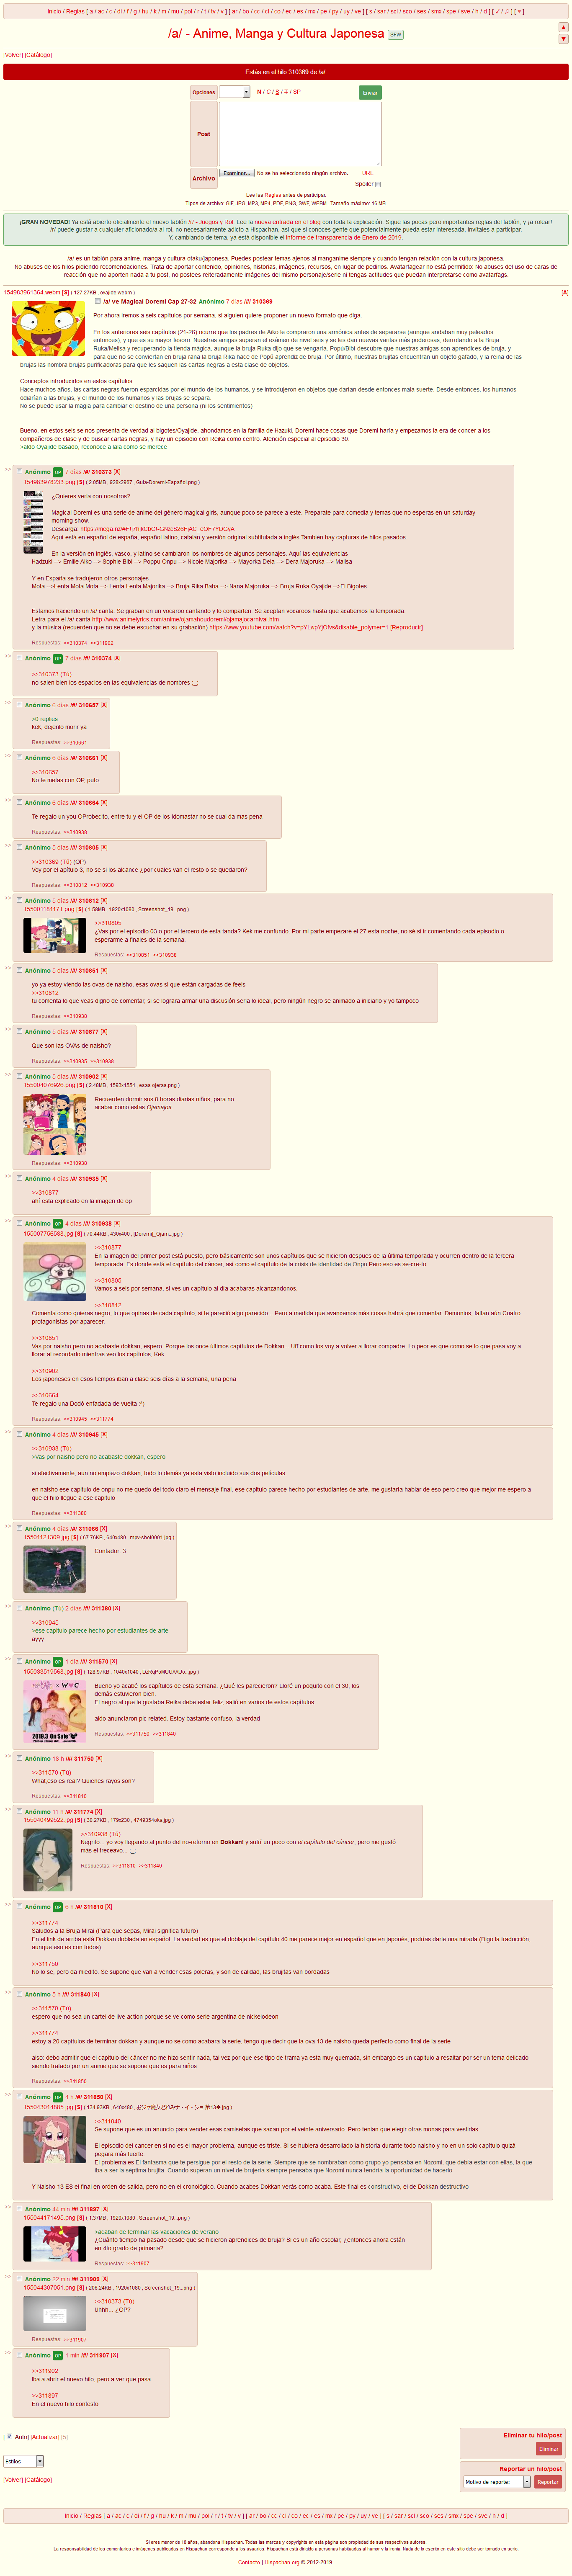 Inicio / Reglas [ a / ac / c / di / f / g / hu / k / m / mu / pol / r / t / tv / v ] [ ar / bo / cc / cl / co / ec / es / mx / pe / py / uy / ve ] [ s / sar / scl / sco / ses / smx / spe / sve / h / d ]
/a/ - Anime, Manga y Cultura Japonesa SFW
[Volver] [Catálogo]
Estás en el hilo 310369 de /a/.
Opciones
N / C / S / T / SP
Enviar
Post
Archivo
Examinar... No se ha seleccionado ningún archivo.
URL
Spoiler
Lee las Reglas antes de participar.
Tipos de archivo: GIF, JPG, MP3, MP4, PDF, PNG, SWF, WEBM . Tamaño máximo: 16 MB.
¡GRAN NOVEDAD! Ya está abierto oficialmente el nuevo tablón /r/ - Juegos y Rol. Lee la nueva entrada en el blog con toda la explicación. Sigue las pocas pero importantes reglas del tablón, y ¡a rolear!
/r/ puede gustar a cualquier aficionado/a al rol, no necesariamente adicto a Hispachan, así que si conoces gente que potencialmente pueda estar interesada, invítales a participar.
Y, cambiando de tema, ya está disponible el informe de transparencia de Enero de 2019.
/a/ es un tablón para anime, manga y cultura otaku/japonesa. Puedes postear temas ajenos al manganime siempre y cuando tengan relación con la cultura japonesa.
No abuses de los hilos pidiendo recomendaciones. Trata de aportar contenido, opiniones, historias, imágenes, recursos, en lugar de pedirlos. Avatarfagear no está permitido: No abuses del uso de caras de
reacción que no aporten nada a tu post, no postees reiteradamente imágenes del mismo personaje/serie ni tengas actitudes que puedan interpretarse como avatarfags.
154983961364.webm [S] ( 127.27KB , oyajide.webm )
[A]
/a/ ve Magical Doremi Cap 27-32 Anónimo 7 días /#/ 310369
Por ahora iremos a seis capítulos por semana, si alguien quiere proponer un nuevo formato que diga.
En los anteriores seis capítulos (21-26) ocurre que los padres de Aiko le compraron una armónica antes de separarse (aunque andaban muy peleados
entonces), y que es su mayor tesoro. Nuestras amigas superan el exámen de nivel seis y se les dan nuevas varitas más poderosas, derrotando a la Bruja
Ruka/Melisa y recuperando la tienda mágica, aunque la bruja Ruka dijo que se vengaría. Popú/Bibí descubre que nuestras amigas son aprendices de bruja, y
para que no se conviertan en bruja rana la bruja Rika hace de Popú aprendiz de bruja. Por último, nuestras brujitas encuentran un objeto gafado, y la reina de las
brujas les nombra brujas purificadoras para que les saquen las cartas negras a esta clase de objetos.
Conceptos introducidos en estos capítulos:
Hace muchos años, las cartas negras fueron esparcidas por el mundo de los humanos, y se introdujeron en objetos que darían desde entonces mala suerte. Desde entonces, los humanos
odiarían a las brujas, y el mundo de los humanos y las brujas se separa.
No se puede usar la magia para cambiar el destino de una persona (ni los sentimientos)
Bueno, en estos seis se nos presenta un verdad al bigotes/Oyajide, ahondamos en la familia de Hazuki, Doremi hace cosas que Doremi haría y empezamos la era de concer a los
compañeros de clase y de buscar cartas negras, y hay un episodio con Reika como centro. Atención especial al episodio 30.
>aldo Oyajide basado, reconoce a lala como se merece
Anónimo OP 7 días /#/ 310373 [X]
154983978233.png [S] ( 2.05MB , 928x2967 , Guia-Doremi-Español.png )
¿Quieres verla con nosotros?
Magical Doremi es una serie de anime del género magical girls, aunque poco se parece a este. Preparate para comedia y temas que no esperas en un saturday
morning show.
Descarga: https://mega.nz/#F!j7hjkCbC!-GNzcS26FjAC_eOF7YDGyA
Aquí está en español de españa, español latino, catalán y versión original subtitulada a inglés.También hay capturas de hilos pasados.
En la versión en inglés, vasco, y latino se cambiaron los nombres de algunos personajes. Aquí las equivalencias
Hadzuki --> Emilie Aiko --> Sophie Bibi --> Poppu Onpu --> Nicole Majorika --> Mayorka Dela --> Dera Majoruka --> Malisa
Y en España se tradujeron otros personajes
Mota -->Lenta Mota Mota --> Lenta Lenta Majorika --> Bruja Rika Baba --> Nana Majoruka --> Bruja Ruka Oyajide -->El Bigotes
Estamos haciendo un /a/ canta. Se graban en un vocaroo cantando y lo comparten. Se aceptan vocaroos hasta que acabemos la temporada.
Letra para el /a/ canta http://www.animelyrics.com/anime/ojamahoudoremi/ojamajocarnival.htm
y la música (recuerden que no se debe escuchar en su grabación) https://www.youtube.com/watch?v=pYLwpYjOfvs&disable_polymer=1 [Reproducir]
Respuestas: >>310374 >>311902
Anónimo OP 7 días /#/ 310374 [X]
>>310373 (Tú)
no salen bien los espacios en las equivalencias de nombres ;_;
Anónimo 6 días /#/ 310657 [X]
>0 replies
kek, dejenlo morir ya
Respuestas: >>310661
Anónimo 6 días /#/ 310661 [X]
>>310657
No te metas con OP, puto.
Anónimo 6 días /#/ 310664 [X]
Te regalo un you OProbecito, entre tu y el OP de los idomastar no se cual da mas pena
Respuestas: >>310938
Anónimo 5 días /#/ 310805 [X]
>>310369 (Tú) (OP)
Voy por el apítulo 3, no se si los alcance ¿por cuales van el resto o se quedaron?
Respuestas: >>310812 >>310938
Anónimo 5 días /#/ 310812 [X]
155001181171.png [S] ( 1.58MB , 1920x1080 , Screenshot_19...png )
>>310805
¿Vas por el episodio 03 o por el tercero de esta tanda? Kek me confundo. Por mi parte empezaré el 27 esta noche, no sé si ir comentando cada episodio o
esperarme a finales de la semana.
Respuestas: >>310851 >>310938
Anónimo 5 días /#/ 310851 [X]
yo ya estoy viendo las ovas de naisho, esas ovas si que están cargadas de feels
>>310812
fu comenta lo que veas digno de comentar, si se lograra armar una discusión seria lo ideal, pero ningún negro se animado a iniciarlo y yo tampoco
Respuestas: >>310938
Anónimo 5 días /#/ 310877 [X]
Que son las OVAs de naisho?
Respuestas: >>310935 >>310938
Anónimo 5 días /#/ 310902 [X]
155004076926.png [S] ( 2.48MB , 1593x1554 , esas ojeras.png )
Recuerden dormir sus 8 horas diarias niños, para no
acabar como estas Ojamajos.
Respuestas: >>310938
Anónimo 4 días /#/ 310935 [X]
>>310877
ahí esta explicado en la imagen de op
Anónimo OP 4 días /#/ 310938 [X]
155007756588.jpg [S] ( 70.44KB , 430x400 , [Doremi]_Ojam...jpg )
>>310877
En la imagen del primer post está puesto, pero básicamente son unos capítulos que se hicieron despues de la última temporada y ocurren dentro de la tercera
temporada. Es donde está el capítulo del cáncer, así como el capítulo de la crisis de identidad de Onpu Pero eso es se-cre-to
>>310805
Vamos a seis por semana, si ves un capítulo al día acabaras alcanzandonos.
>>310812
Comenta como quieras negro, lo que opinas de cada capítulo, si te pareció algo parecido... Pero a medida que avancemos más cosas habrá que comentar. Demonios, faltan aún Cuatro
protagonistas por aparecer.
>>310851
Vas por naisho pero no acabaste dokkan, espero. Porque los once últimos capítulos de Dokkan... Uff como los voy a volver a llorar compadre. Lo peor es que como se lo que pasa voy a
llorar al recordarlo mientras veo los capítulos, Kek
>>310902
Los japoneses en esos tiempos iban a clase seis días a la semana, una pena
>>310664
Te regalo una Dodó enfadada de vuelta :^)
Respuestas: >>310945 >>311774
Anónimo 4 días /#/ 310945 [X]
>>310938 (Tú)
>Vas por naisho pero no acabaste dokkan, espero
si efectivamente, aun no empiezo dokkan, todo lo demás ya esta visto incluido sus dos películas.
en naisho ese capitulo de onpu no me quedo del todo claro el mensaje final, ese capitulo parece hecho por estudiantes de arte, me gustaría hablar de eso pero creo que mejor me espero a
que el hilo llegue a ese capitulo
Respuestas: >>311380
Anónimo 4 días /#/ 311066 [X]
15501121309.jpg [S] ( 67.76KB , 640x480 , mpv-shot0001.jpg )
Contador: 3
Anónimo (Tú) 2 días /#/ 311380 [X]
>>310945
>ese capitulo parece hecho por estudiantes de arte
ayyy
Anónimo OP 1 día /#/ 311570 [X]
155033519568.jpg [S] ( 128.97KB , 1040x1040 , DzRqPoMUUAAUo...jpg )
Bueno yo acabé los capítulos de esta semana. ¿Qué les parecieron? Lloré un poquito con el 30, los
demás estuvieron bien.
El negro al que le gustaba Reika debe estar feliz, salió en varios de estos capítulos.
aldo anunciaron pic related. Estoy bastante confuso, la verdad
Respuestas: >>311750 >>311840
Anónimo 16 h /#/ 311750 [X]
>>311570 (Tú)
What,eso es real? Quienes rayos son?
Respuestas: >>311810
Anónimo 11 h /#/ 311774 [X]
155040499522.jpg [S] ( 30.27KB , 179x230 , 4749354oka.jpg )
>>310938 (Tú)
Negrito... yo voy llegando al punto del no-retorno en Dokkan! y sufrí un poco con el capítulo del cáncer, pero me gustó
más el treceavo... ;_;
Respuestas: >>311810 >>311840
Anónimo OP 6 h /#/ 311810 [X]
>>311774
Saludos a la Bruja Mirai (Para que sepas, Mirai significa futuro)
En el link de arriba está Dokkan doblada en español. La verdad es que el doblaje del capítulo 40 me parece mejor en español que en japonés, podrías darle una mirada (Digo la traducción,
aunque eso es con todos).
>>311750
No lo se, pero da miedito. Se supone que van a vender esas poleras, y son de calidad, las brujitas van bordadas.
Anónimo 5 h /#/ 311840 [X]
>>311570 (Tú)
espero que no sea un cartel de live action porque se ve como serie argentina de nickelodeon
>>311774
estoy a 20 capítulos de terminar dokkan y aunque no se como acabara la serie, tengo que decir que la ova 13 de naisho queda perfecto como final de la serie
also: debo admitir que el capitulo del cancer no me hizo sentir nada, tal vez por que ese tipo de trama ya esta muy quemada, sin embargo es un capitulo a resaltar por ser un tema delicado
siendo tratado por un anime que se supone que es para niños
Respuestas: >>311850
Anónimo OP 4 h /#/ 311850 [X]
155043014885.jpg [S] ( 134.93KB , 640x480 , おジャ魔女どれみナ・イ・ショ 第13�.jpg )
>>311840
Se supone que es un anuncio para vender esas camisetas que sacan por el veinte aniversario. Pero tenían que elegir otras monas para vestirlas.
El episodio del cancer en si no es el mayor problema, aunque es triste. Si se hubiera desarrollado la historia durante todo naisho y no en un solo capítulo quizá
pegara más fuerte.
El problema es El fantasma que te persigue por el resto de la serie. Siempre que se nombraban como grupo yo pensaba en Nozomi, que debía estar con ellas, la que
iba a ser la séptima brujita. Cuando superan un nivel de brujería siempre pensaba que Nozomi nunca tendría la oportunidad de hacerlo
Y Náisho 13 ES el final en orden de salida, pero no en el cronológico. Cuando acabes Dokkan verás como acaba. Este final es constructivo, el de Dokkan destructivo
Anónimo 44 min /#/ 311897 [X]
155044171495.png [S] ( 1.37MB , 1920x1080 , Screenshot_19...png )
>acaban de terminar las vacaciones de verano
¿Cuánto tiempo ha pasado desde que se hicieron aprendices de bruja? Si es un año escolar, ¿entonces ahora están
en 4to grado de primaria?
Respuestas: >>311907
Anónimo 22 min /#/ 311902 [X]
155044307051.png [S] ( 206.24KB , 1920x1080 , Screenshot_19...png )
>>310373 (Tú)
Uhhh... ¿OP?
Respuestas: >>311907
Anónimo OP 1 min /#/ 311907 [X]
>>311902
Iba a abrir el nuevo hilo, pero a ver que pasa
>>311897
En el nuevo hilo contesto
[ Auto] [Actualizar] [5]
Eliminar tu hilo/post
Eliminar
Estilos
Reportar un hilo/post
Motivo de reporte:
Reportar
[Volver] [Catálogo]
Inicio / Reglas [ a / ac / c / di / f / g / hu / k / m / mu / pol / r / t / fw / tv / v ] [ ar / bo / cc / cl / co / ec / es / mx / pe / py / uy / ve ] [ s / sar / scl / sco / ses / smx / spe / sve / h / d ]
Si eres menor de 18 años, abandona Hispachan. Todas las marcas y copyrights en esta página son propiedad de sus respectivos autores.
La responsabilidad de los comentarios e imágenes publicadas en Hispachan corresponde a los usuarios. Hispachan está dirigido a personas habituadas al humor y la ironía. Nada de lo escrito en este sitio debe ser tomado en serio.
Contacto | Hispachan.org © 2012-2019